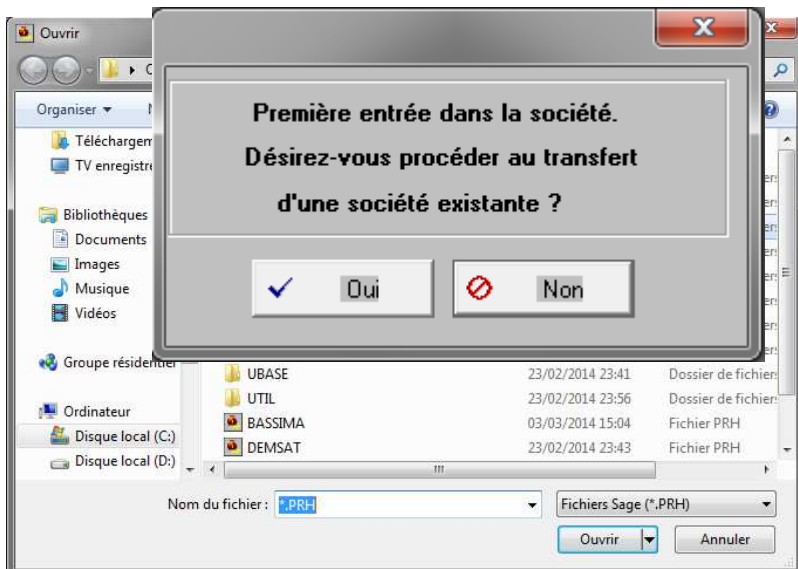 Ouvrir
Organiser
Téléchargem
TV enregistre
Bibliothèques
Documents
Images
Musique
Vidéos
Groupe résidentiel
Ordinateur
Disque local (C:)
Disque local (D:)
Première entrée dans la société.
Désirez-vous procéder au transfert
d'une société existante ?
Oui
Non
UBASE 23/02/2014 23:41 Dossier de fichiers
UTIL 23/02/2014 23:56 Dossier de fichiers
BASSIMA 03/03/2014 15:04 Fichier PRH
DEMSAT 23/02/2014 23:43 Fichier PRH
Nom du fichier : *.PRH
Fichiers Sage (*.PRH)
Ouvrir
Annuler